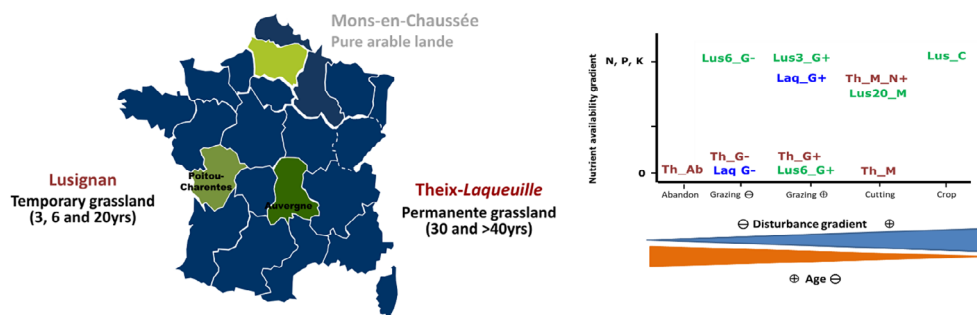 Mons-en-Chaussée
Pure arable lande
Lusignan
Temporary grassland
(3, 6 and 20yrs)
Poitou-
Charentes
Auvergne
Theix-Laqueuille
Permanente grassland
(30 and >40yrs)
Nutrient availability gradient
N, P, K
0
Lus6_G- Lus3_G+ Lus_C
Laq_G+ Th_M_N+
Lus20_M
Th_Ab Th_G- Th_G+ Th_M
Laq G- Lus6_G+
Abandon Grazing ⊖ Grazing ⊕ Cutting Crop
⊖ Disturbance gradient ⊕
⊕ Age ⊖